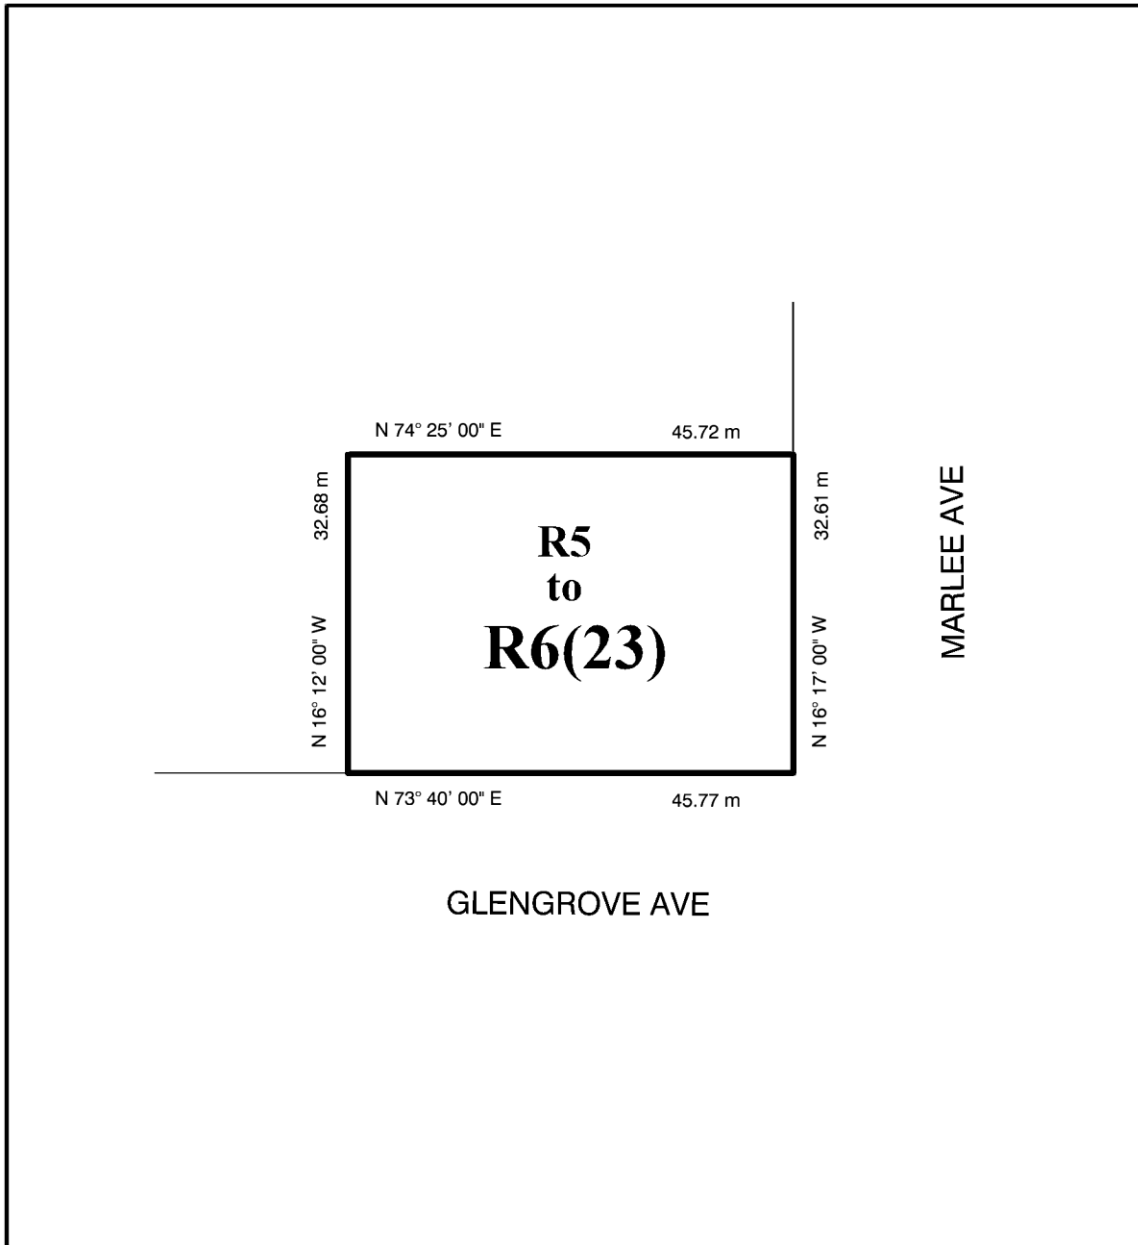 N 74° 25' 00" E 45.72 m
32.68 m
32.61 m
R5
to
R6(23)
N 16° 12' 00" W
N 16° 17' 00" W
MARLEE AVE
N 73° 40' 00" E 45.77 m
GLENGROVE AVE